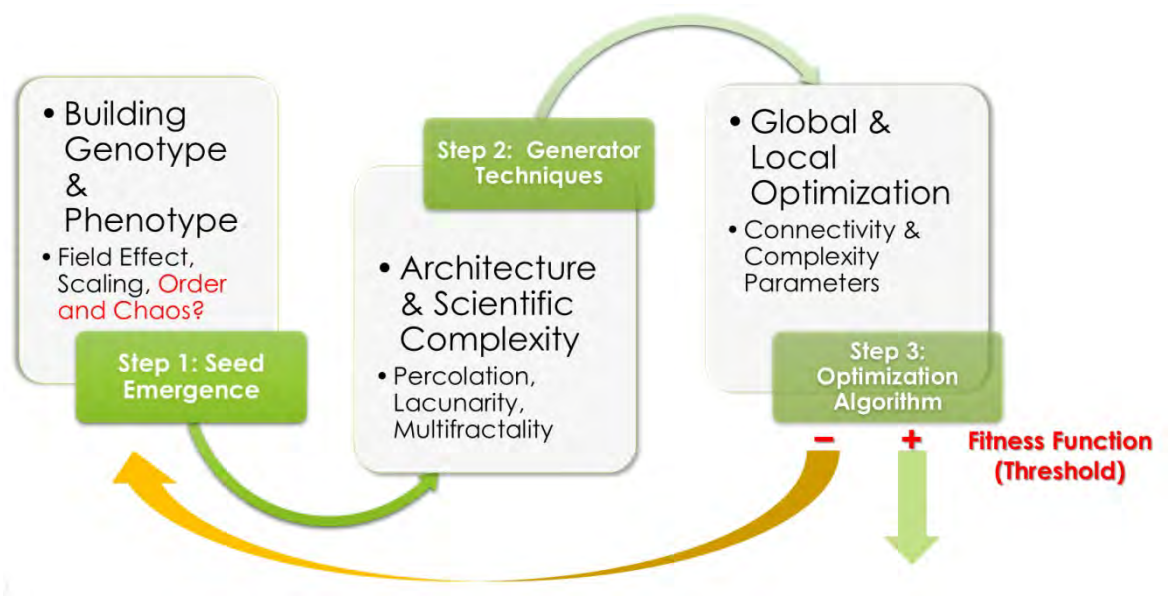 • Building
Genotype
&
Phenotype
• Field Effect,
Scaling, Order
and Chaos?
Step 1: Seed
Emergence
Step 2: Generator
Techniques
• Architecture
& Scientific
Complexity
• Percolation,
Lacunarity,
Multifractality
• Global &
Local
Optimization
• Connectivity &
Complexity
Parameters
Step 3:
Optimization
Algorithm
– +
Fitness Function
(Threshold)